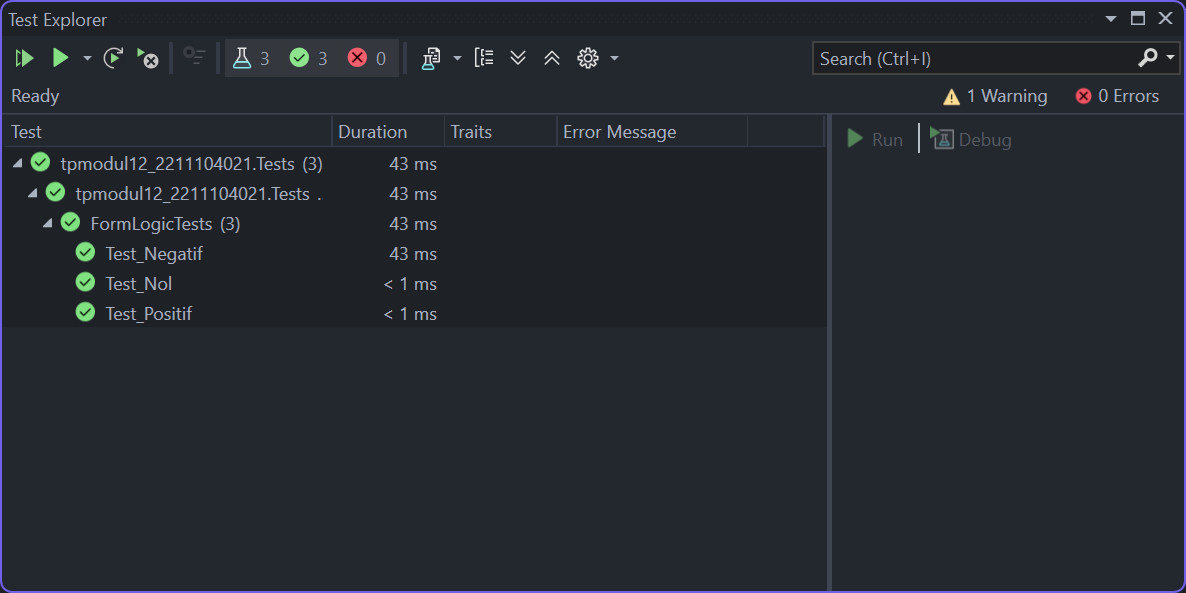 Test Explorer
3 3 0
Search (Ctrl+I)
Ready
1 Warning 0 Errors
Test Duration Traits Error Message
Run Debug
tpmodul12_2211104021.Tests (3) 43 ms
tpmodul12_2211104021.Tests . 43 ms
FormLogicTests (3) 43 ms
Test_Negatif 43 ms
Test_Nol < 1 ms
Test_Positif < 1 ms